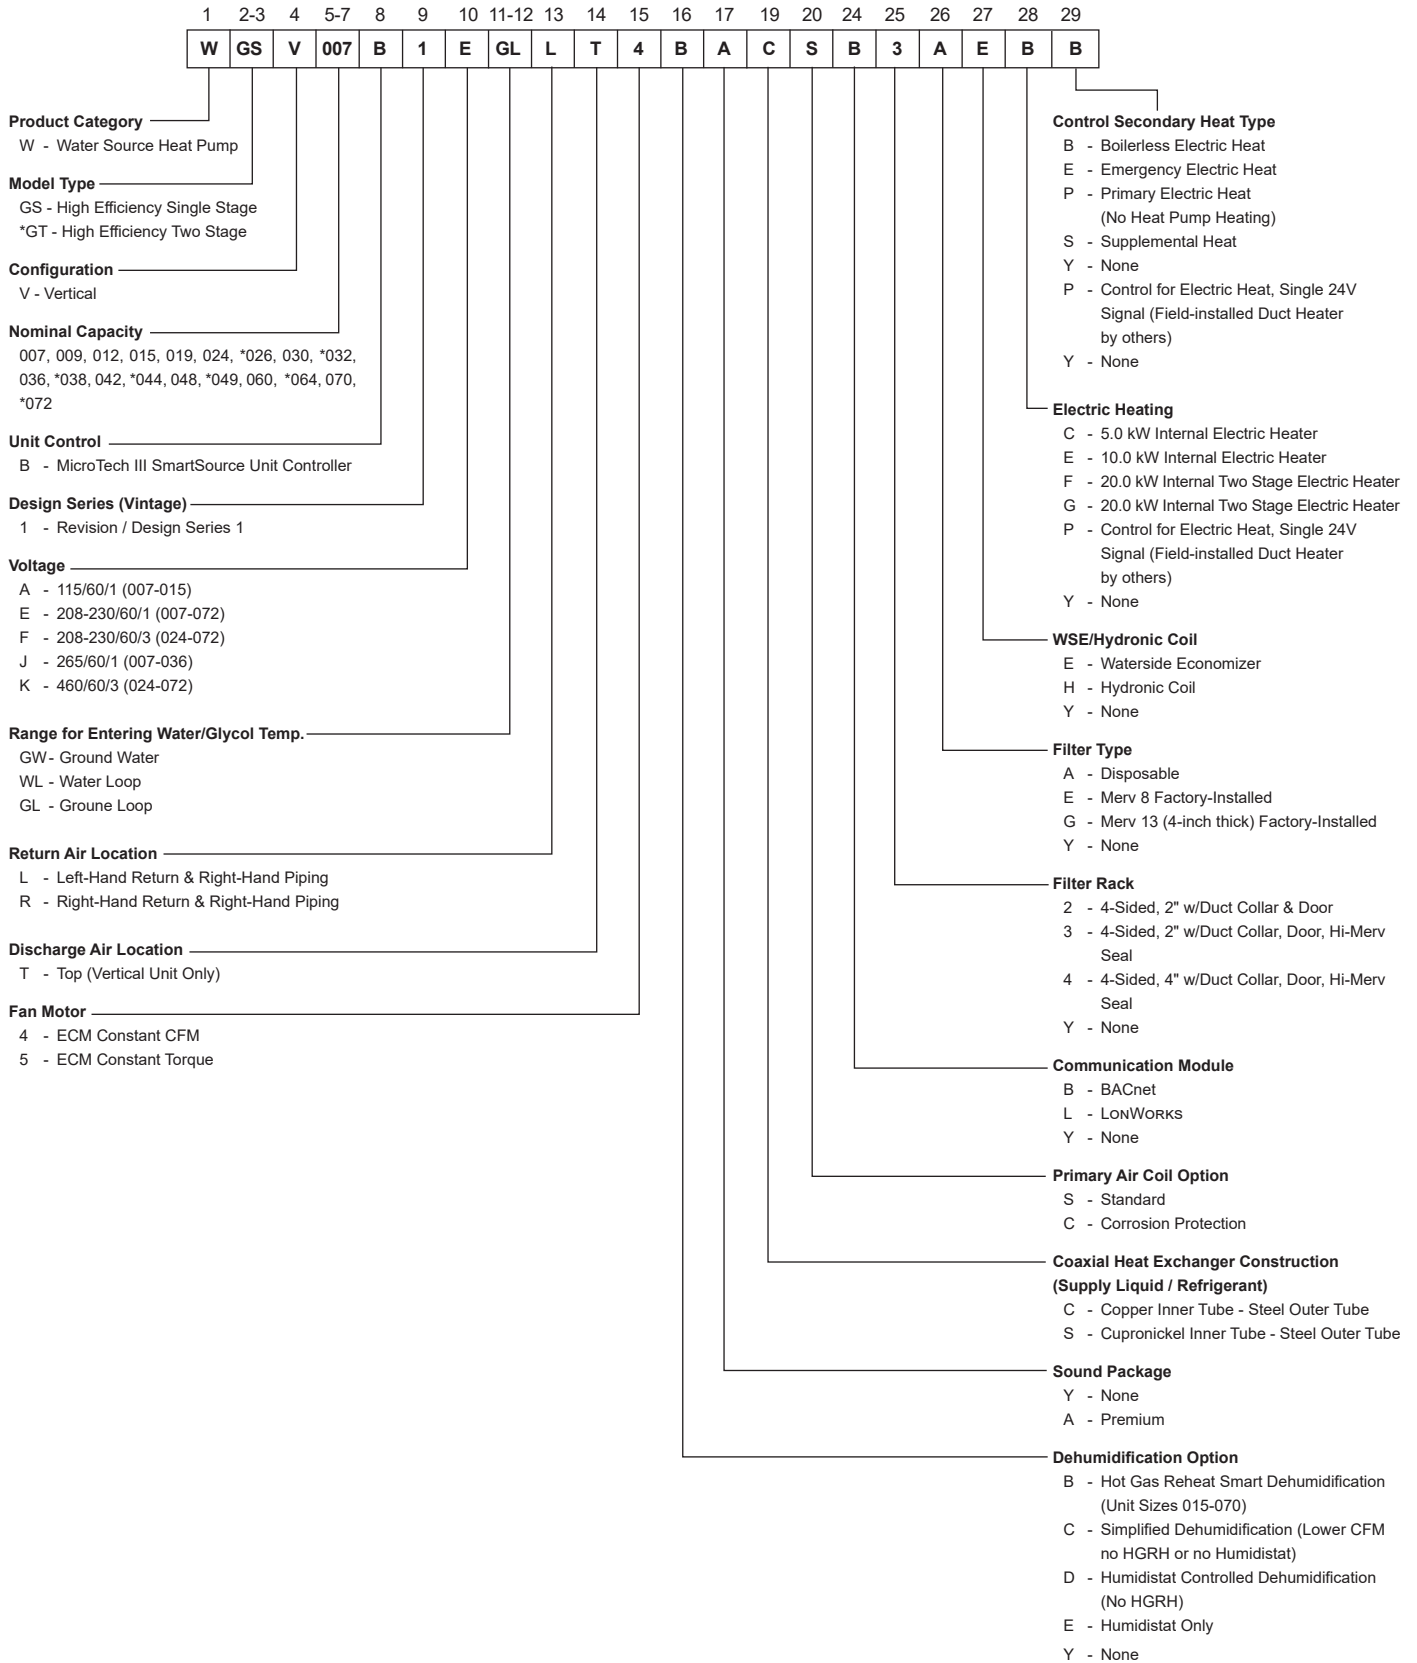 1 2-3 4 5-7 8 9 10 11-12 13 14 15 16 17 19 20 24 25 26 27 28 29
W GS V 007 B 1 E GL L T 4 B A C S B 3 A E B B
Product Category
W - Water Source Heat Pump
Model Type
GS - High Efficiency Single Stage
*GT - High Efficiency Two Stage
Configuration
V - Vertical
Nominal Capacity
007, 009, 012, 015, 019, 024, *026, 030, *032,
036, *038, 042, *044, 048, *049, 060, *064, 070,
*072
Unit Control
B - MicroTech III SmartSource Unit Controller
Design Series (Vintage)
1 - Revision / Design Series 1
Voltage
A - 115/60/1 (007-015)
E - 208-230/60/1 (007-072)
F - 208-230/60/3 (024-072)
J - 265/60/1 (007-036)
K - 460/60/3 (024-072)
Range for Entering Water/Glycol Temp.
GW- Ground Water
WL - Water Loop
GL - Groune Loop
Return Air Location
L - Left-Hand Return & Right-Hand Piping
R - Right-Hand Return & Right-Hand Piping
Discharge Air Location
T - Top (Vertical Unit Only)
Fan Motor
4 - ECM Constant CFM
5 - ECM Constant Torque
Control Secondary Heat Type
B - Boilerless Electric Heat
E - Emergency Electric Heat
P - Primary Electric Heat
(No Heat Pump Heating)
S - Supplemental Heat
Y - None
P - Control for Electric Heat, Single 24V
Signal (Field-installed Duct Heater
by others)
Y - None
Electric Heating
C - 5.0 kW Internal Electric Heater
E - 10.0 kW Internal Electric Heater
F - 20.0 kW Internal Two Stage Electric Heater
G - 20.0 kW Internal Two Stage Electric Heater
P - Control for Electric Heat, Single 24V
Signal (Field-installed Duct Heater
by others)
Y - None
WSE/Hydronic Coil
E - Waterside Economizer
H - Hydronic Coil
Y - None
Filter Type
A - Disposable
E - Merv 8 Factory-Installed
G - Merv 13 (4-inch thick) Factory-Installed
Y - None
Filter Rack
2 - 4-Sided, 2" w/Duct Collar & Door
3 - 4-Sided, 2" w/Duct Collar, Door, Hi-Merv
Seal
4 - 4-Sided, 4" w/Duct Collar, Door, Hi-Merv
Seal
Y - None
Communication Module
B - BACnet
L - LonWorks
Y - None
Primary Air Coil Option
S - Standard
C - Corrosion Protection
Coaxial Heat Exchanger Construction
(Supply Liquid / Refrigerant)
C - Copper Inner Tube - Steel Outer Tube
S - Cupronickel Inner Tube - Steel Outer Tube
Sound Package
Y - None
A - Premium
Dehumidification Option
B - Hot Gas Reheat Smart Dehumidification
(Unit Sizes 015-070)
C - Simplified Dehumidification (Lower CFM
no HGRH or no Humidistat)
D - Humidistat Controlled Dehumidification
(No HGRH)
E - Humidistat Only
Y - None